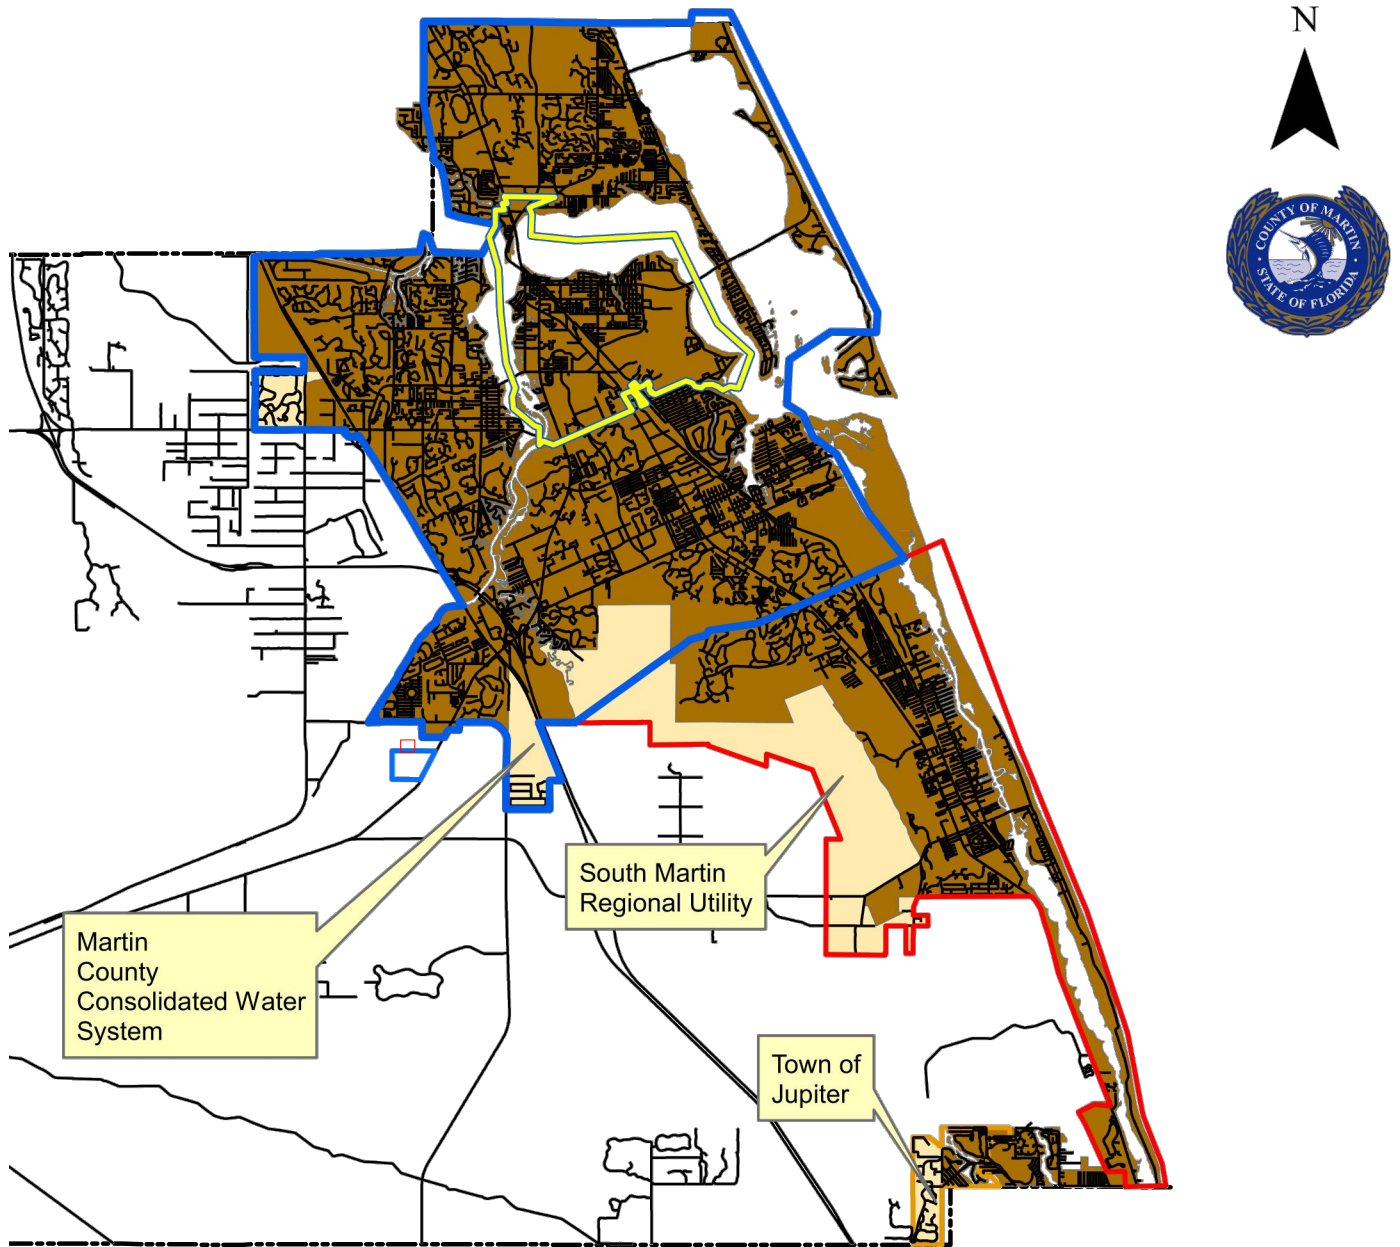 N
COUNTY OF MARTIN
STATE OF FLORIDA
South Martin
Regional Utility
Martin
County
Consolidated Water
System
Town of
Jupiter